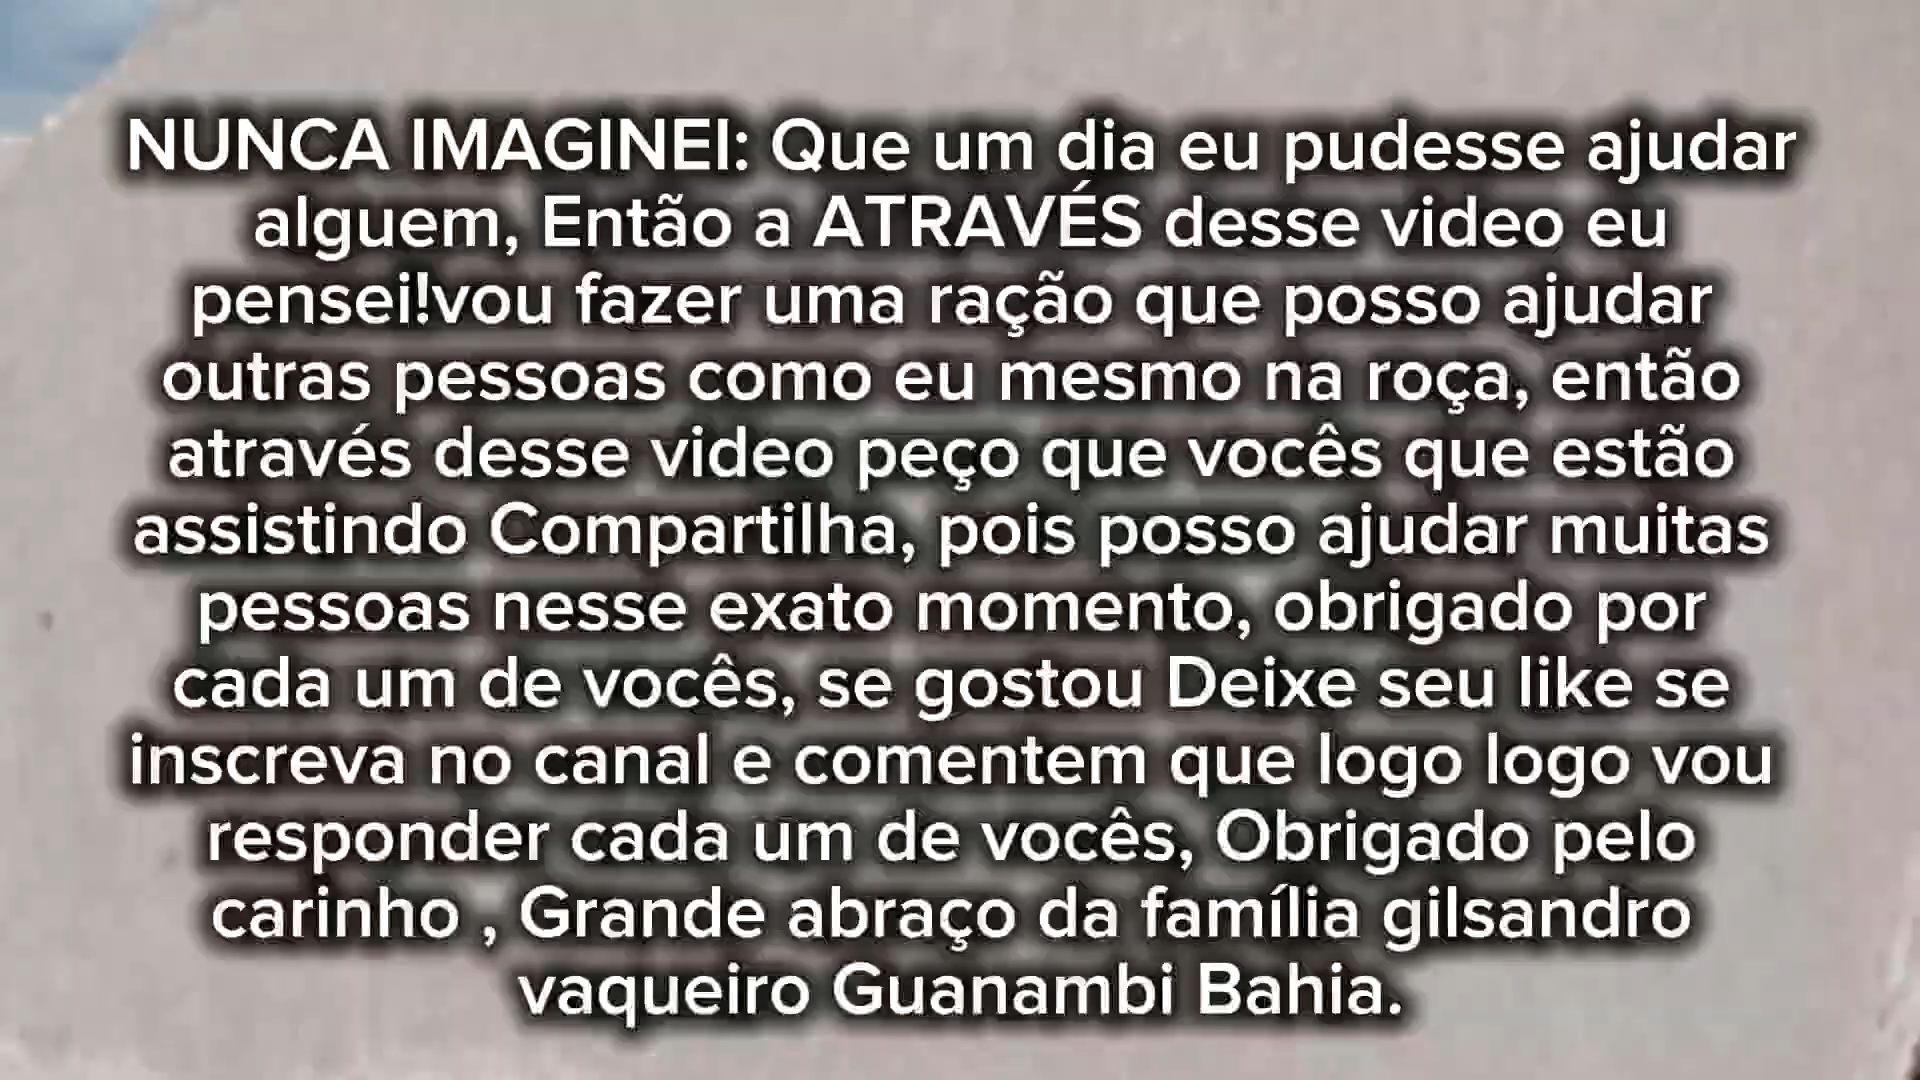 NUNCA IMAGINEI: Que um dia eu pudesse ajudar
alguem, Então a ATRAVÉS desse video eu
pensei!vou fazer uma ração que posso ajudar
outras pessoas como eu mesmo na roça, então
através desse video peço que vocês que estão
assistindo Compartilha, pois posso ajudar muitas
pessoas nesse exato momento, obrigado por
cada um de vocês, se gostou Deixe seu like se
inscreva no canal e comentem que logo logo vou
responder cada um de vocês, Obrigado pelo
carinho , Grande abraço da família gilsandro
vaqueiro Guanambi Bahia.